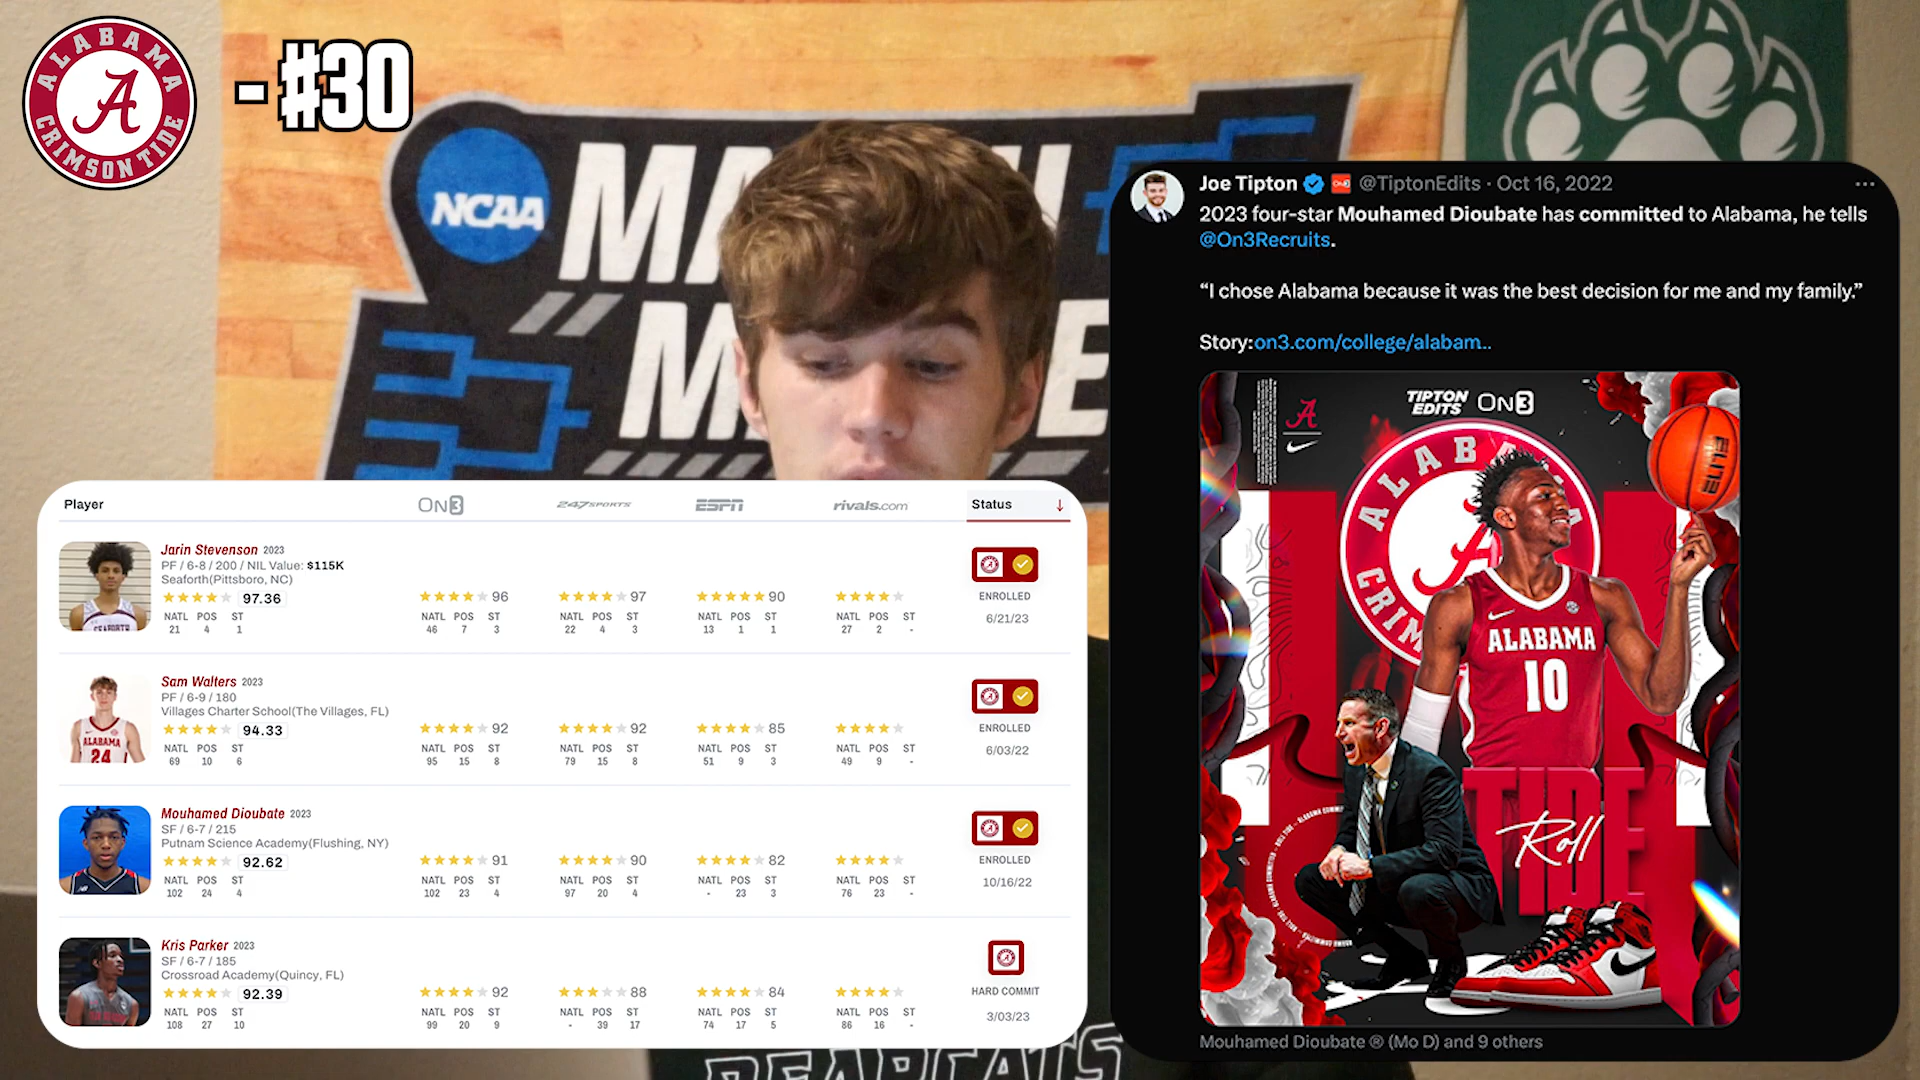 ALABAMA
A
CRIMSON TIDE
- #30
NCAA
Joe Tipton @TiptonEdits · Oct 16, 2022
2023 four-star Mouhamed Dioubate has committed to Alabama, he tells
@On3Recruits.
“I chose Alabama because it was the best decision for me and my family.”
Story:on3.com/college/alabam...
TIPTON
EDITS
ON3
A
ALABAMA
ELITE
ALABAMA
10
TIDE
Roll
Mouhamed Dioubate ® (Mo D) and 9 others
Player ON3 247SPORTS ESPN rivals.com Status ↓
Jarin Stevenson 2023
PF / 6-8 / 200 / NIL Value: $115K
Seaforth(Pittsboro, NC)
97.36 96 97 90 ENROLLED
NATL POS ST NATL POS ST NATL POS ST NATL POS ST NATL POS ST
21 4 1 46 7 3 22 4 3 13 1 1 27 2 - 6/21/23
SEAFORTH
Sam Walters 2023
PF / 6-9 / 180
Villages Charter School(The Villages, FL)
94.33 92 92 85 ENROLLED
NATL POS ST NATL POS ST NATL POS ST NATL POS ST NATL POS ST
69 10 6 95 15 8 79 15 8 51 9 3 49 9 - 6/03/22
ALABAMA
24
Mouhamed Dioubate 2023
SF / 6-7 / 215
Putnam Science Academy(Flushing, NY)
92.62 91 90 82 ENROLLED
NATL POS ST NATL POS ST NATL POS ST NATL POS ST NATL POS ST
102 24 4 102 23 4 97 20 4 - 23 3 76 23 - 10/16/22
Kris Parker 2023
SF / 6-7 / 185
Crossroad Academy(Quincy, FL)
92.39 92 88 84 HARD COMMIT
NATL POS ST NATL POS ST NATL POS ST NATL POS ST NATL POS ST
108 27 10 99 20 9 - 39 17 74 17 5 86 16 - 3/03/23
BEARCATS